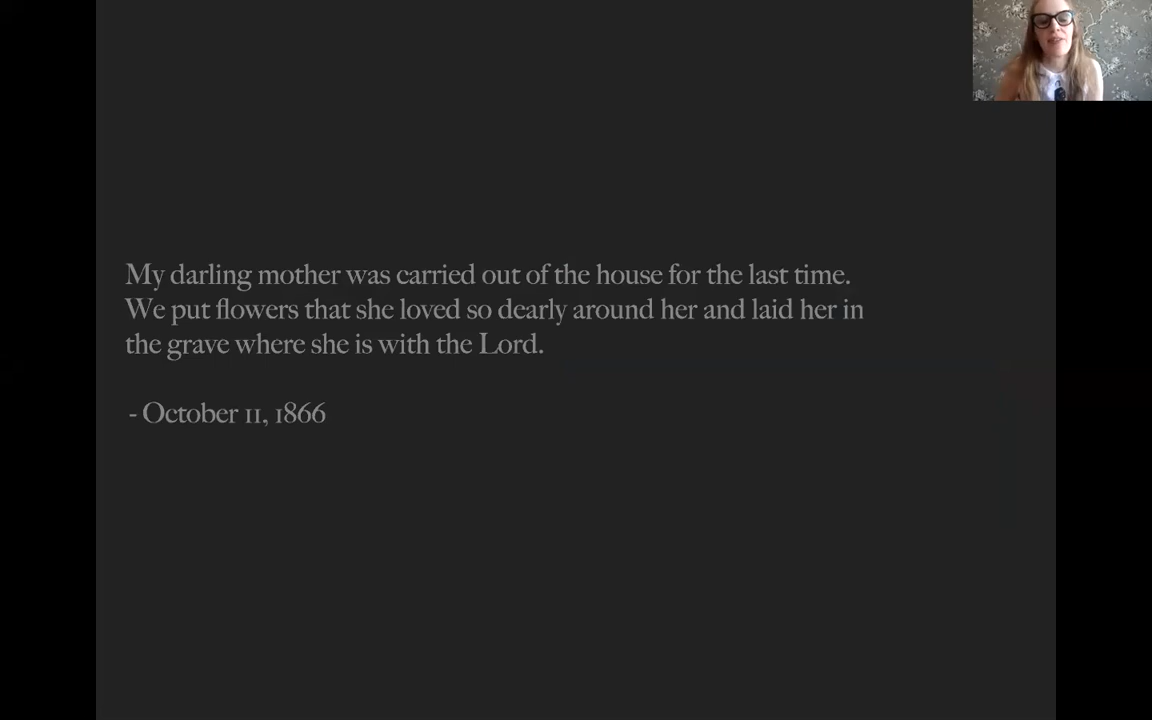 My darling mother was carried out of the house for the last time.
We put flowers that she loved so dearly around her and laid her in
the grave where she is with the Lord.
- October 11, 1866